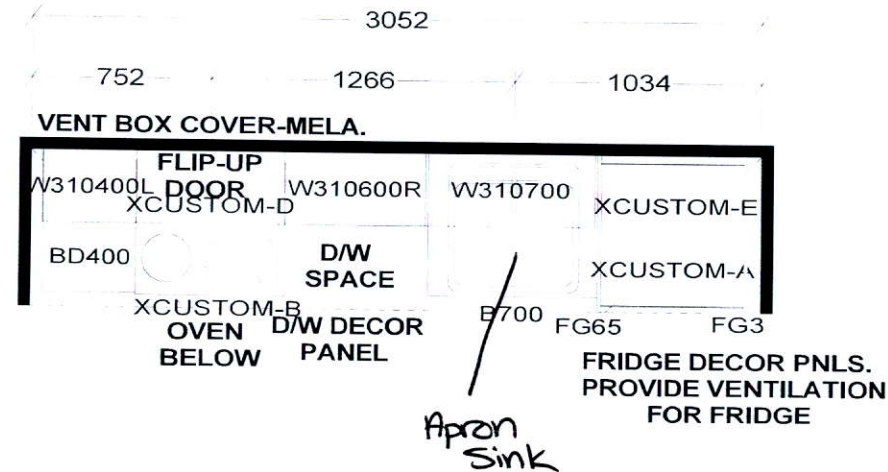 3052
752 1266 1034
VENT BOX COVER-MELA.
FLIP-UP
W310400L DOOR W310600R W310700
XCUSTOM-D XCUSTOM-E
BD400 D/W
SPACE XCUSTOM-A
XCUSTOM-B B700 FG65 FG3
OVEN D/W DECOR
BELOW PANEL
FRIDGE DECOR PNLS.
PROVIDE VENTILATION
FOR FRIDGE
Apron
Sink